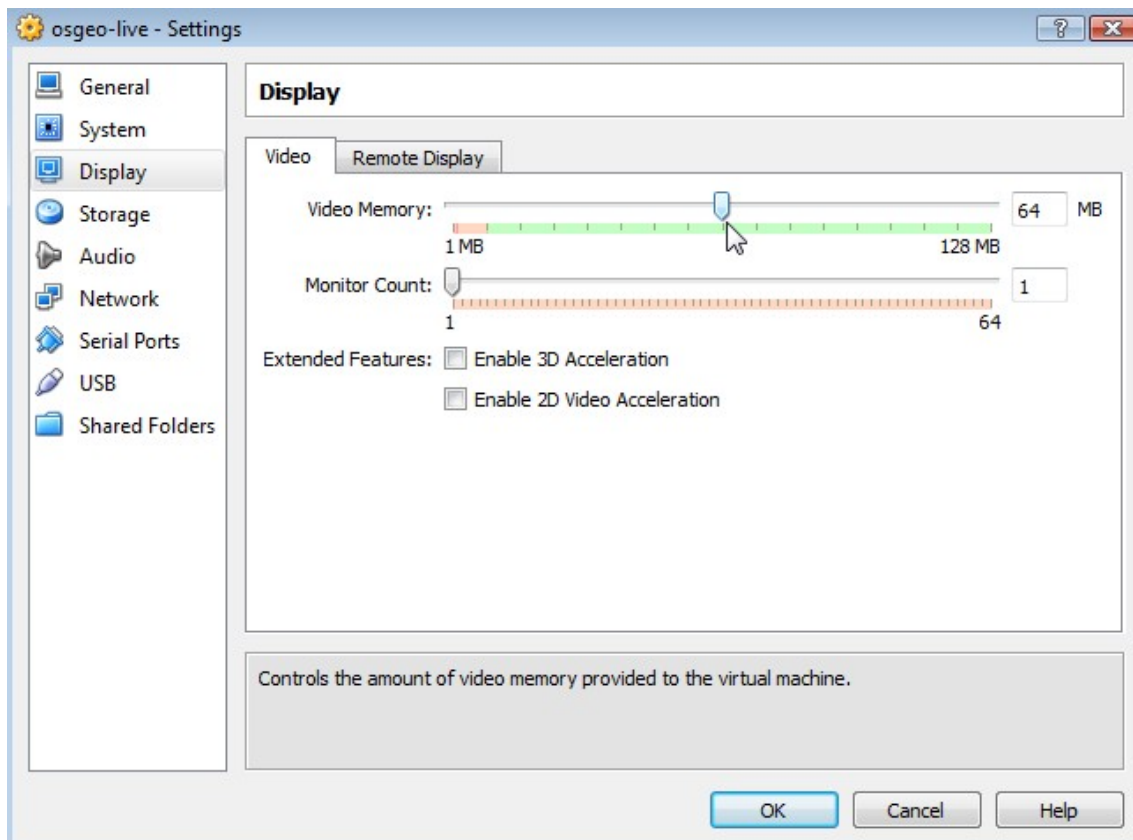 osgeo-live - Settings
General
System
Display
Storage
Audio
Network
Serial Ports
USB
Shared Folders
Display
Video Remote Display
Video Memory: 64 MB
1 MB 128 MB
Monitor Count: 1
1 64
Extended Features: Enable 3D Acceleration
Enable 2D Video Acceleration
Controls the amount of video memory provided to the virtual machine.
OK Cancel Help